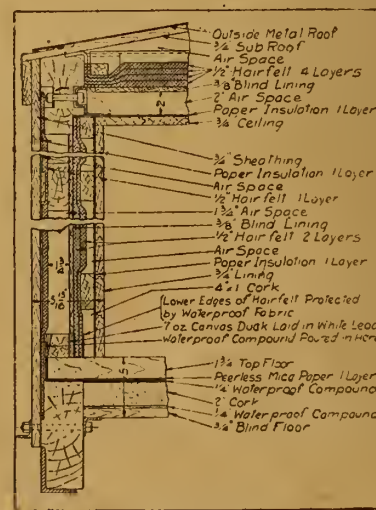 Outside Metal Roof
3/4 Sub Roof
Air Space
1/2" Hairfelt 4 Layers
3/8" Blind Lining
2" Air Space
Paper Insulation 1 Layer
3/4" Ceiling
2"
3/4" Sheathing
Paper Insulation 1 Layer
Air Space
1/2" Hairfelt 1 Layer
1 3/4" Air Space
3/8" Blind Lining
1/2" Hairfelt 2 Layers
Air Space
Paper Insulation 1 Layer
3/4" Lining
4"x1 Cork
Lower Edges of Hairfelt Protected
by Waterproof Fabric
7 oz Canvas Duak Laid in White Lead
Waterproof Compound Poured in Here
1 3/4" Top Floor
Peerless Mica Paper 1 Layer
1/4" Waterproof Compound
2" Cork
1/4" Waterproof Compound
3/4" Blind Floor
5"